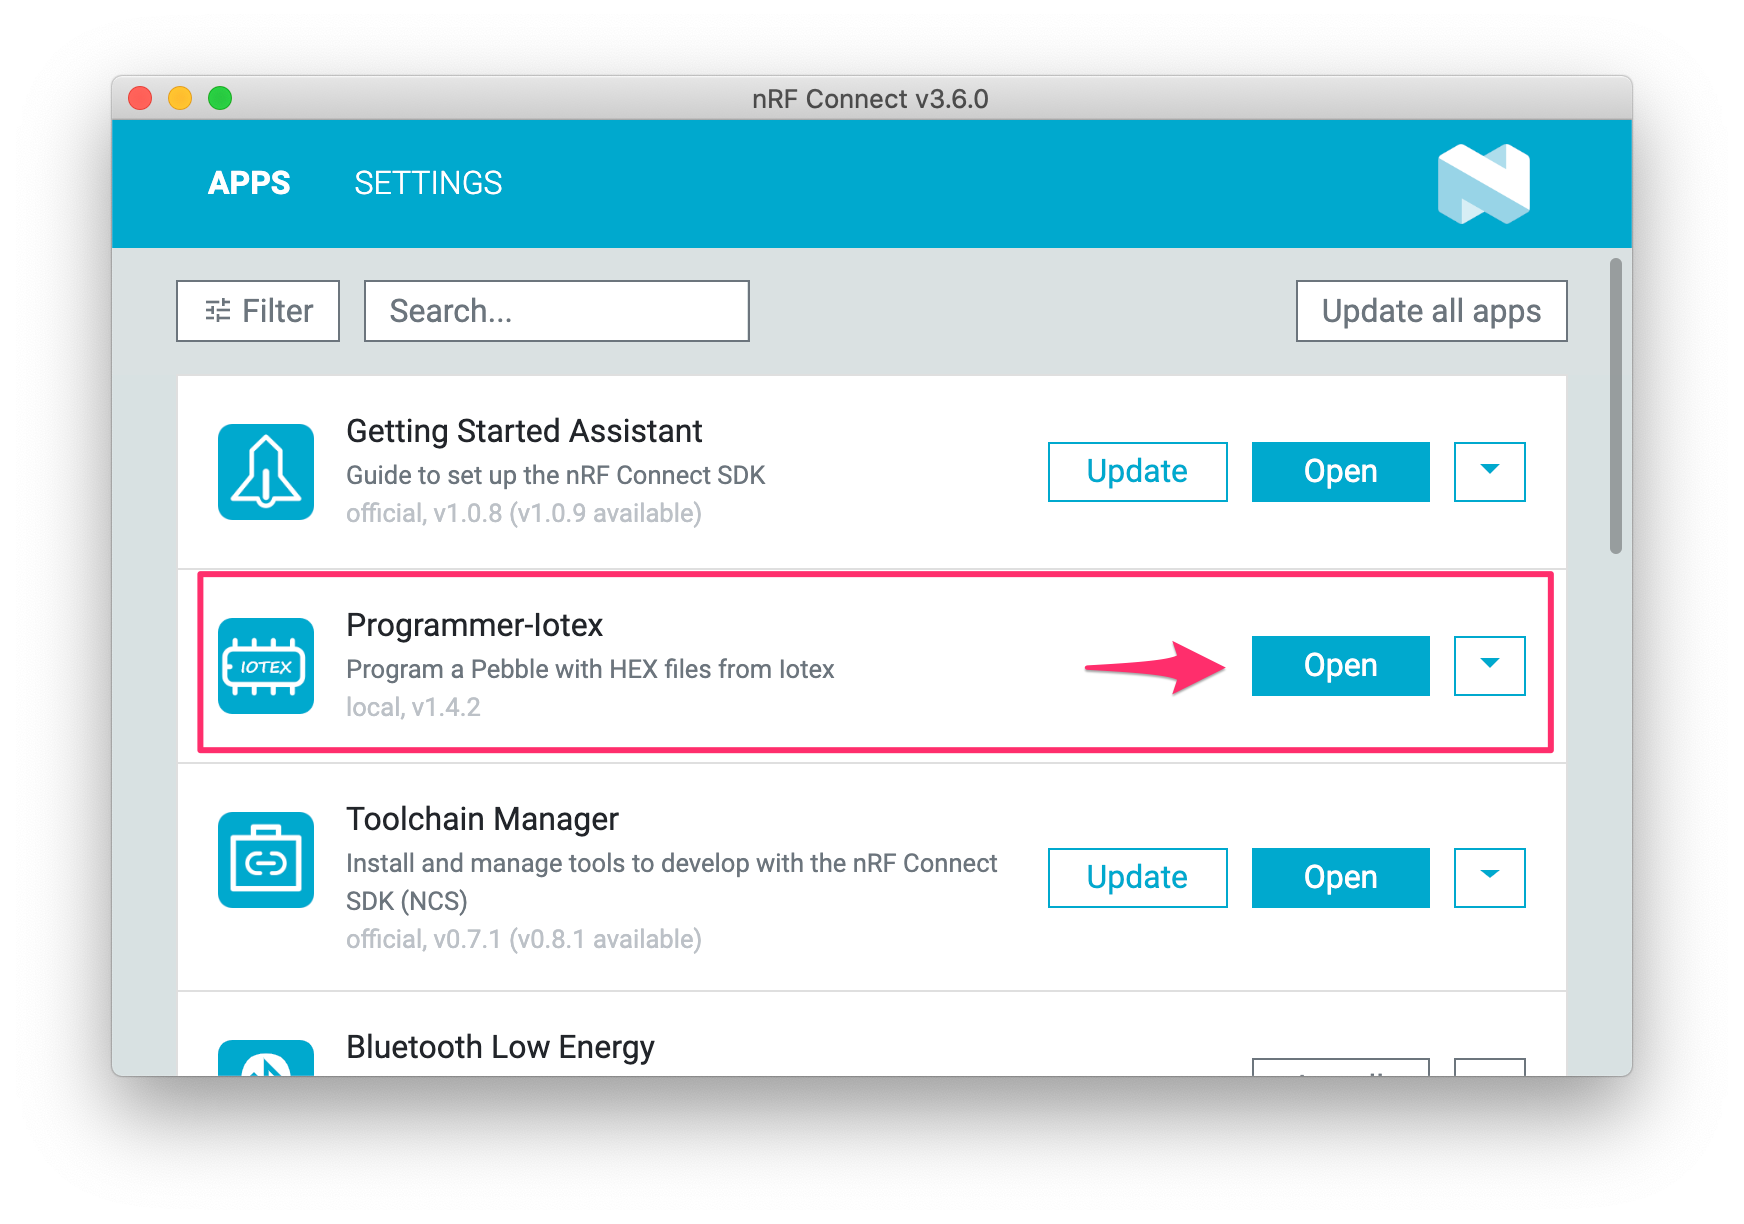 nRF Connect v3.6.0
APPS SETTINGS
Filter Search... Update all apps
Getting Started Assistant
Guide to set up the nRF Connect SDK
official, v1.0.8 (v1.0.9 available)
Update Open
Programmer-Iotex
IOTEX
Program a Pebble with HEX files from Iotex
local, v1.4.2
Open
Toolchain Manager
Install and manage tools to develop with the nRF Connect
SDK (NCS)
official, v0.7.1 (v0.8.1 available)
Update Open
Bluetooth Low Energy